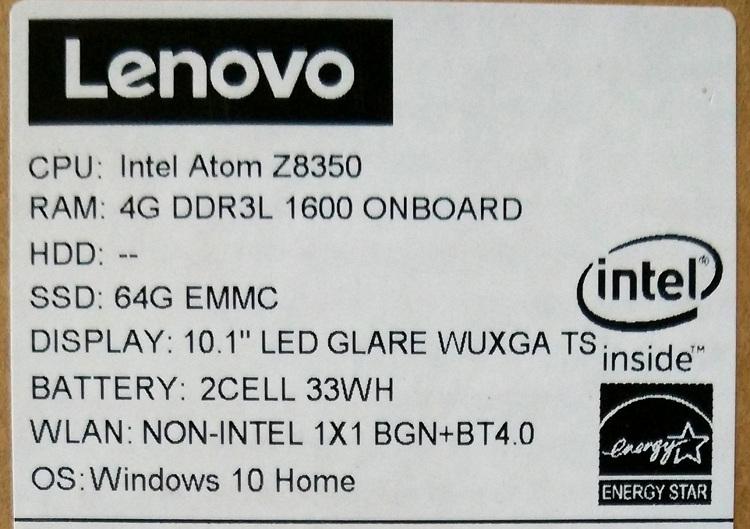 Lenovo
CPU: Intel Atom Z8350
RAM: 4G DDR3L 1600 ONBOARD
HDD: --
SSD: 64G EMMC
DISPLAY: 10.1" LED GLARE WUXGA TS
BATTERY: 2CELL 33WH
WLAN: NON-INTEL 1X1 BGN+BT4.0
OS:Windows 10 Home
intel®
inside™
energy
ENERGY STAR